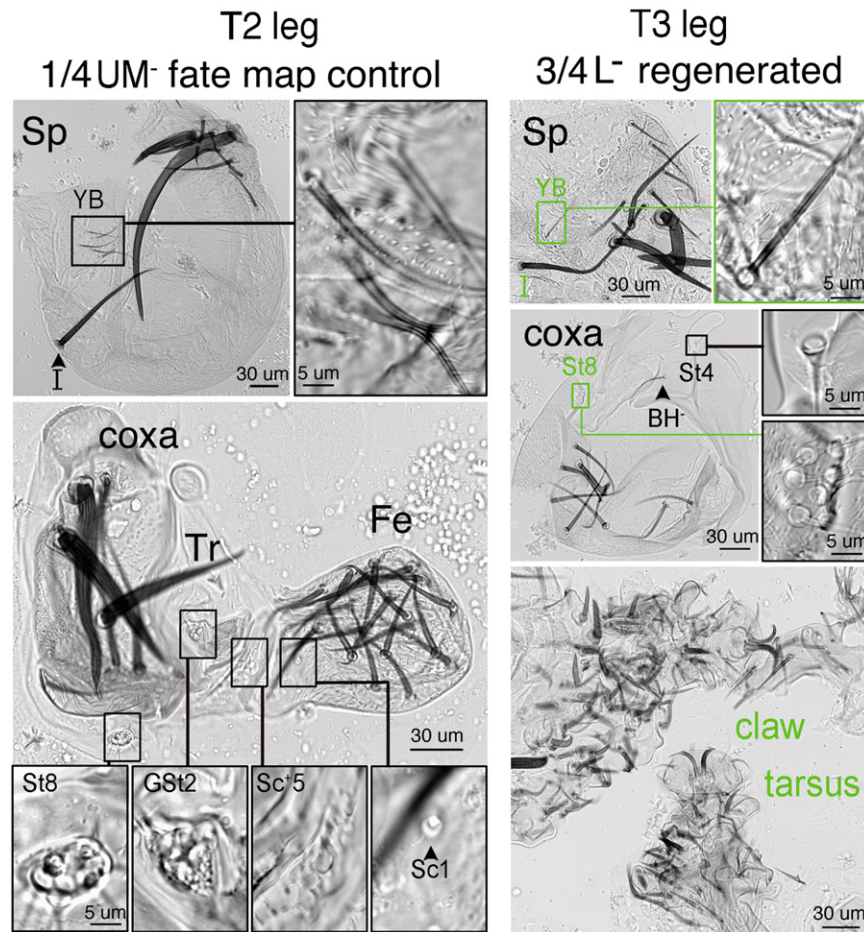 T2 leg
1/4 UM- fate map control
Sp
YB
I
30 um
5 um
coxa
Tr
Fe
30 um
St8
GSt2
Sc+5
Sc1
5 um
T3 leg
3/4 L- regenerated
Sp
YB
I
30 um
5 um
coxa
St8
St4
BH-
30 um
5 um
5 um
claw
tarsus
30 um